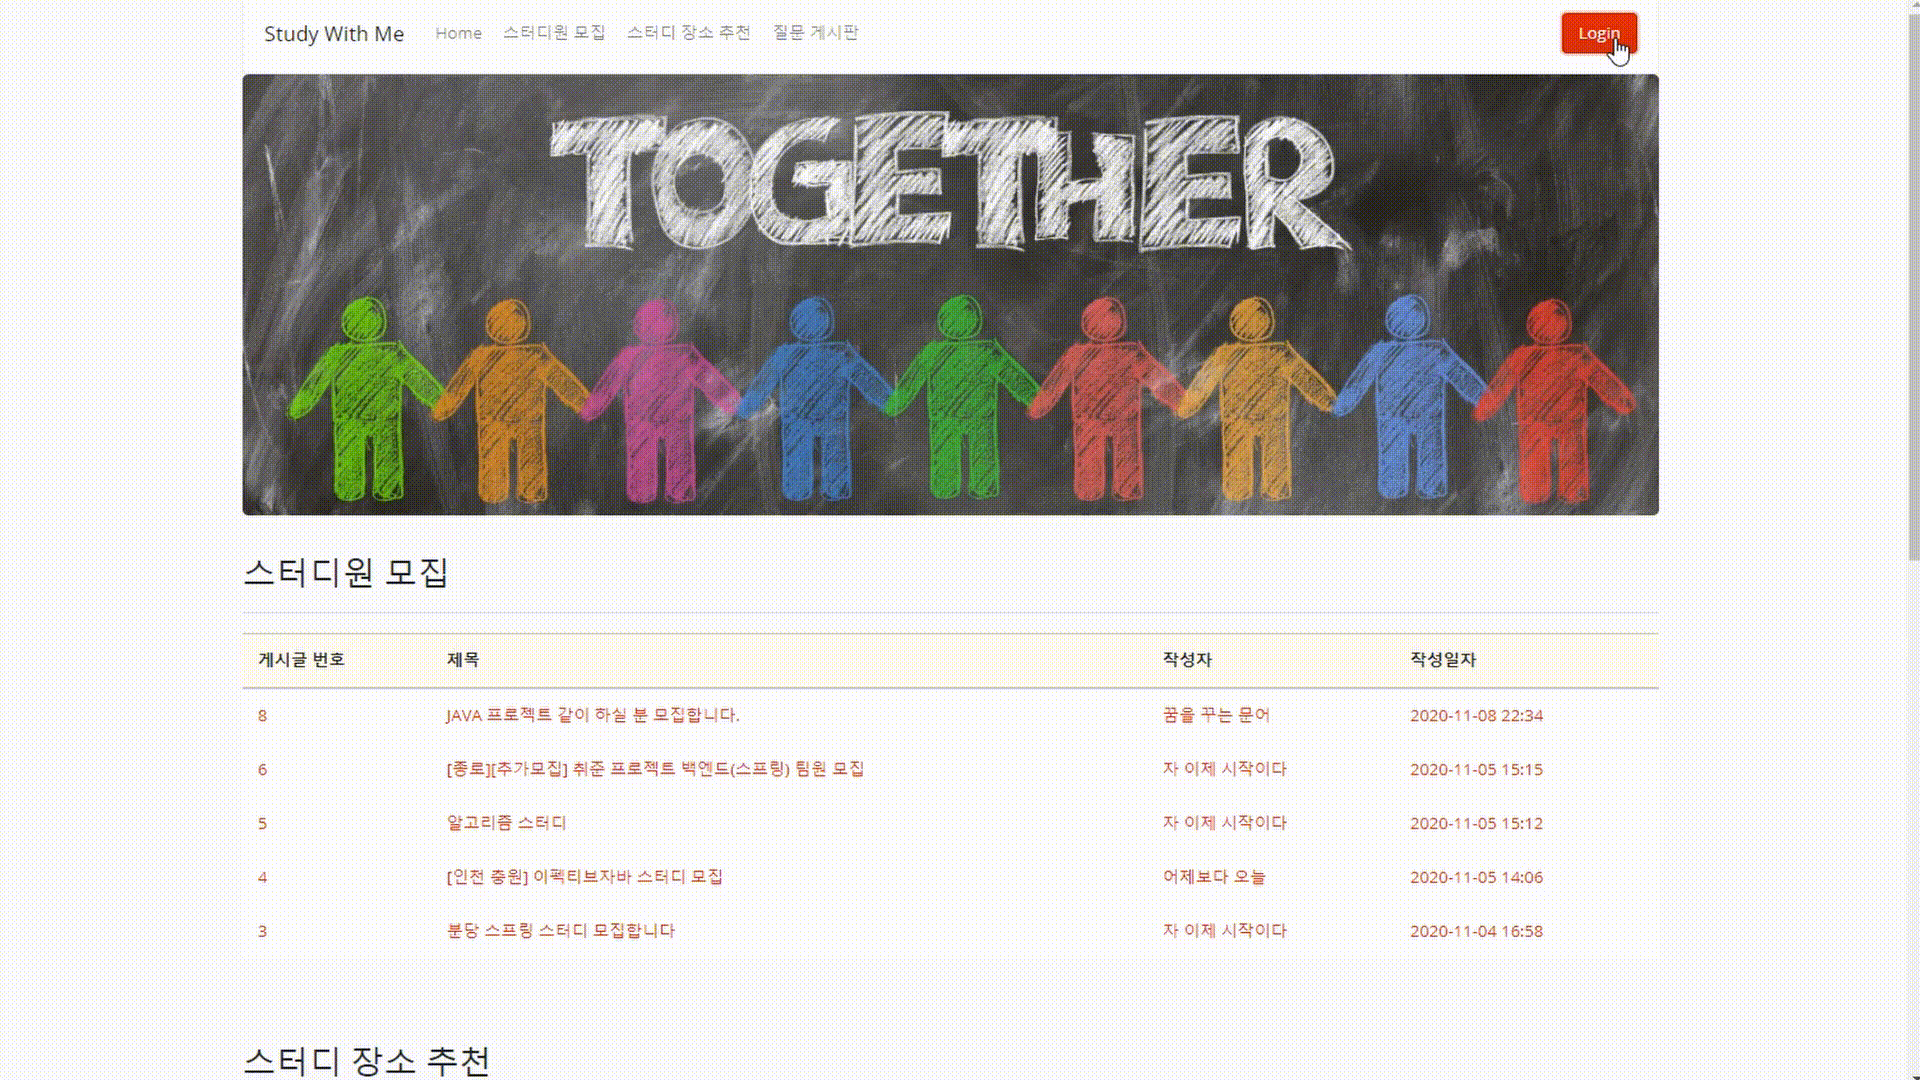 Study With Me Home 스터디원 모집 스터디 장소 추천 질문 게시판 Login
TOGETHER
스터디원 모집
게시글 번호 제목 작성자 작성일자
8 JAVA 프로젝트 같이 하실 분 모집합니다. 꿈을 꾸는 문어 2020-11-08 22:34
6 [종로][추가모집] 취준 프로젝트 백엔드(스프링) 팀원 모집 자 이제 시작이다 2020-11-05 15:15
5 알고리즘 스터디 자 이제 시작이다 2020-11-05 15:12
4 [인천 충원] 이펙티브자바 스터디 모집 어제보다 오늘 2020-11-05 14:06
3 분당 스프링 스터디 모집합니다 자 이제 시작이다 2020-11-04 16:58
스터디 장소 추천